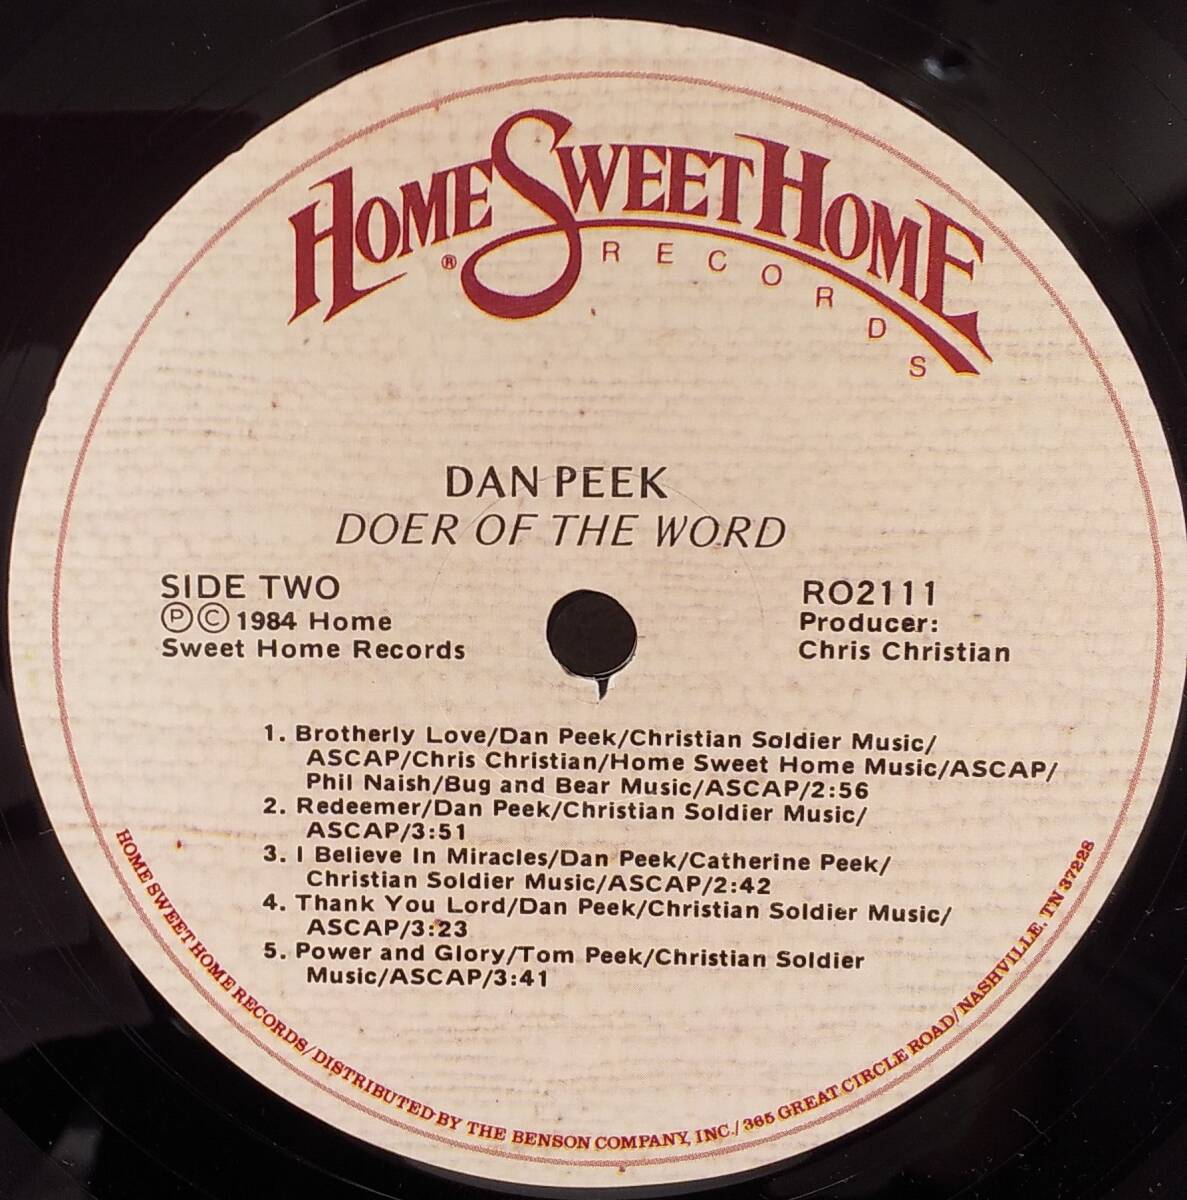 HOME SWEET HOME
® RECORDS
DAN PEEK
DOER OF THE WORD
SIDE TWO
Ⓟ©1984 Home
Sweet Home Records
RO2111
Producer:
Chris Christian
1. Brotherly Love/Dan Peek/Christian Soldier Music/
ASCAP/Chris Christian/Home Sweet Home Music/ASCAP/
Phil Naish/Bug and Bear Music/ASCAP/2:56
2. Redeemer/Dan Peek/Christian Soldier Music/
ASCAP/3:51
3. I Believe In Miracles/Dan Peek/Catherine Peek/
Christian Soldier Music/ASCAP/2:42
4. Thank You Lord/Dan Peek/Christian Soldier Music/
ASCAP/3:23
5. Power and Glory/Tom Peek/Christian Soldier
Music/ASCAP/3:41
HOME SWEET HOME RECORDS/DISTRIBUTED BY THE BENSON COMPANY, INC./365 GREAT CIRCLE ROAD/NASHVILLE, TN 37228